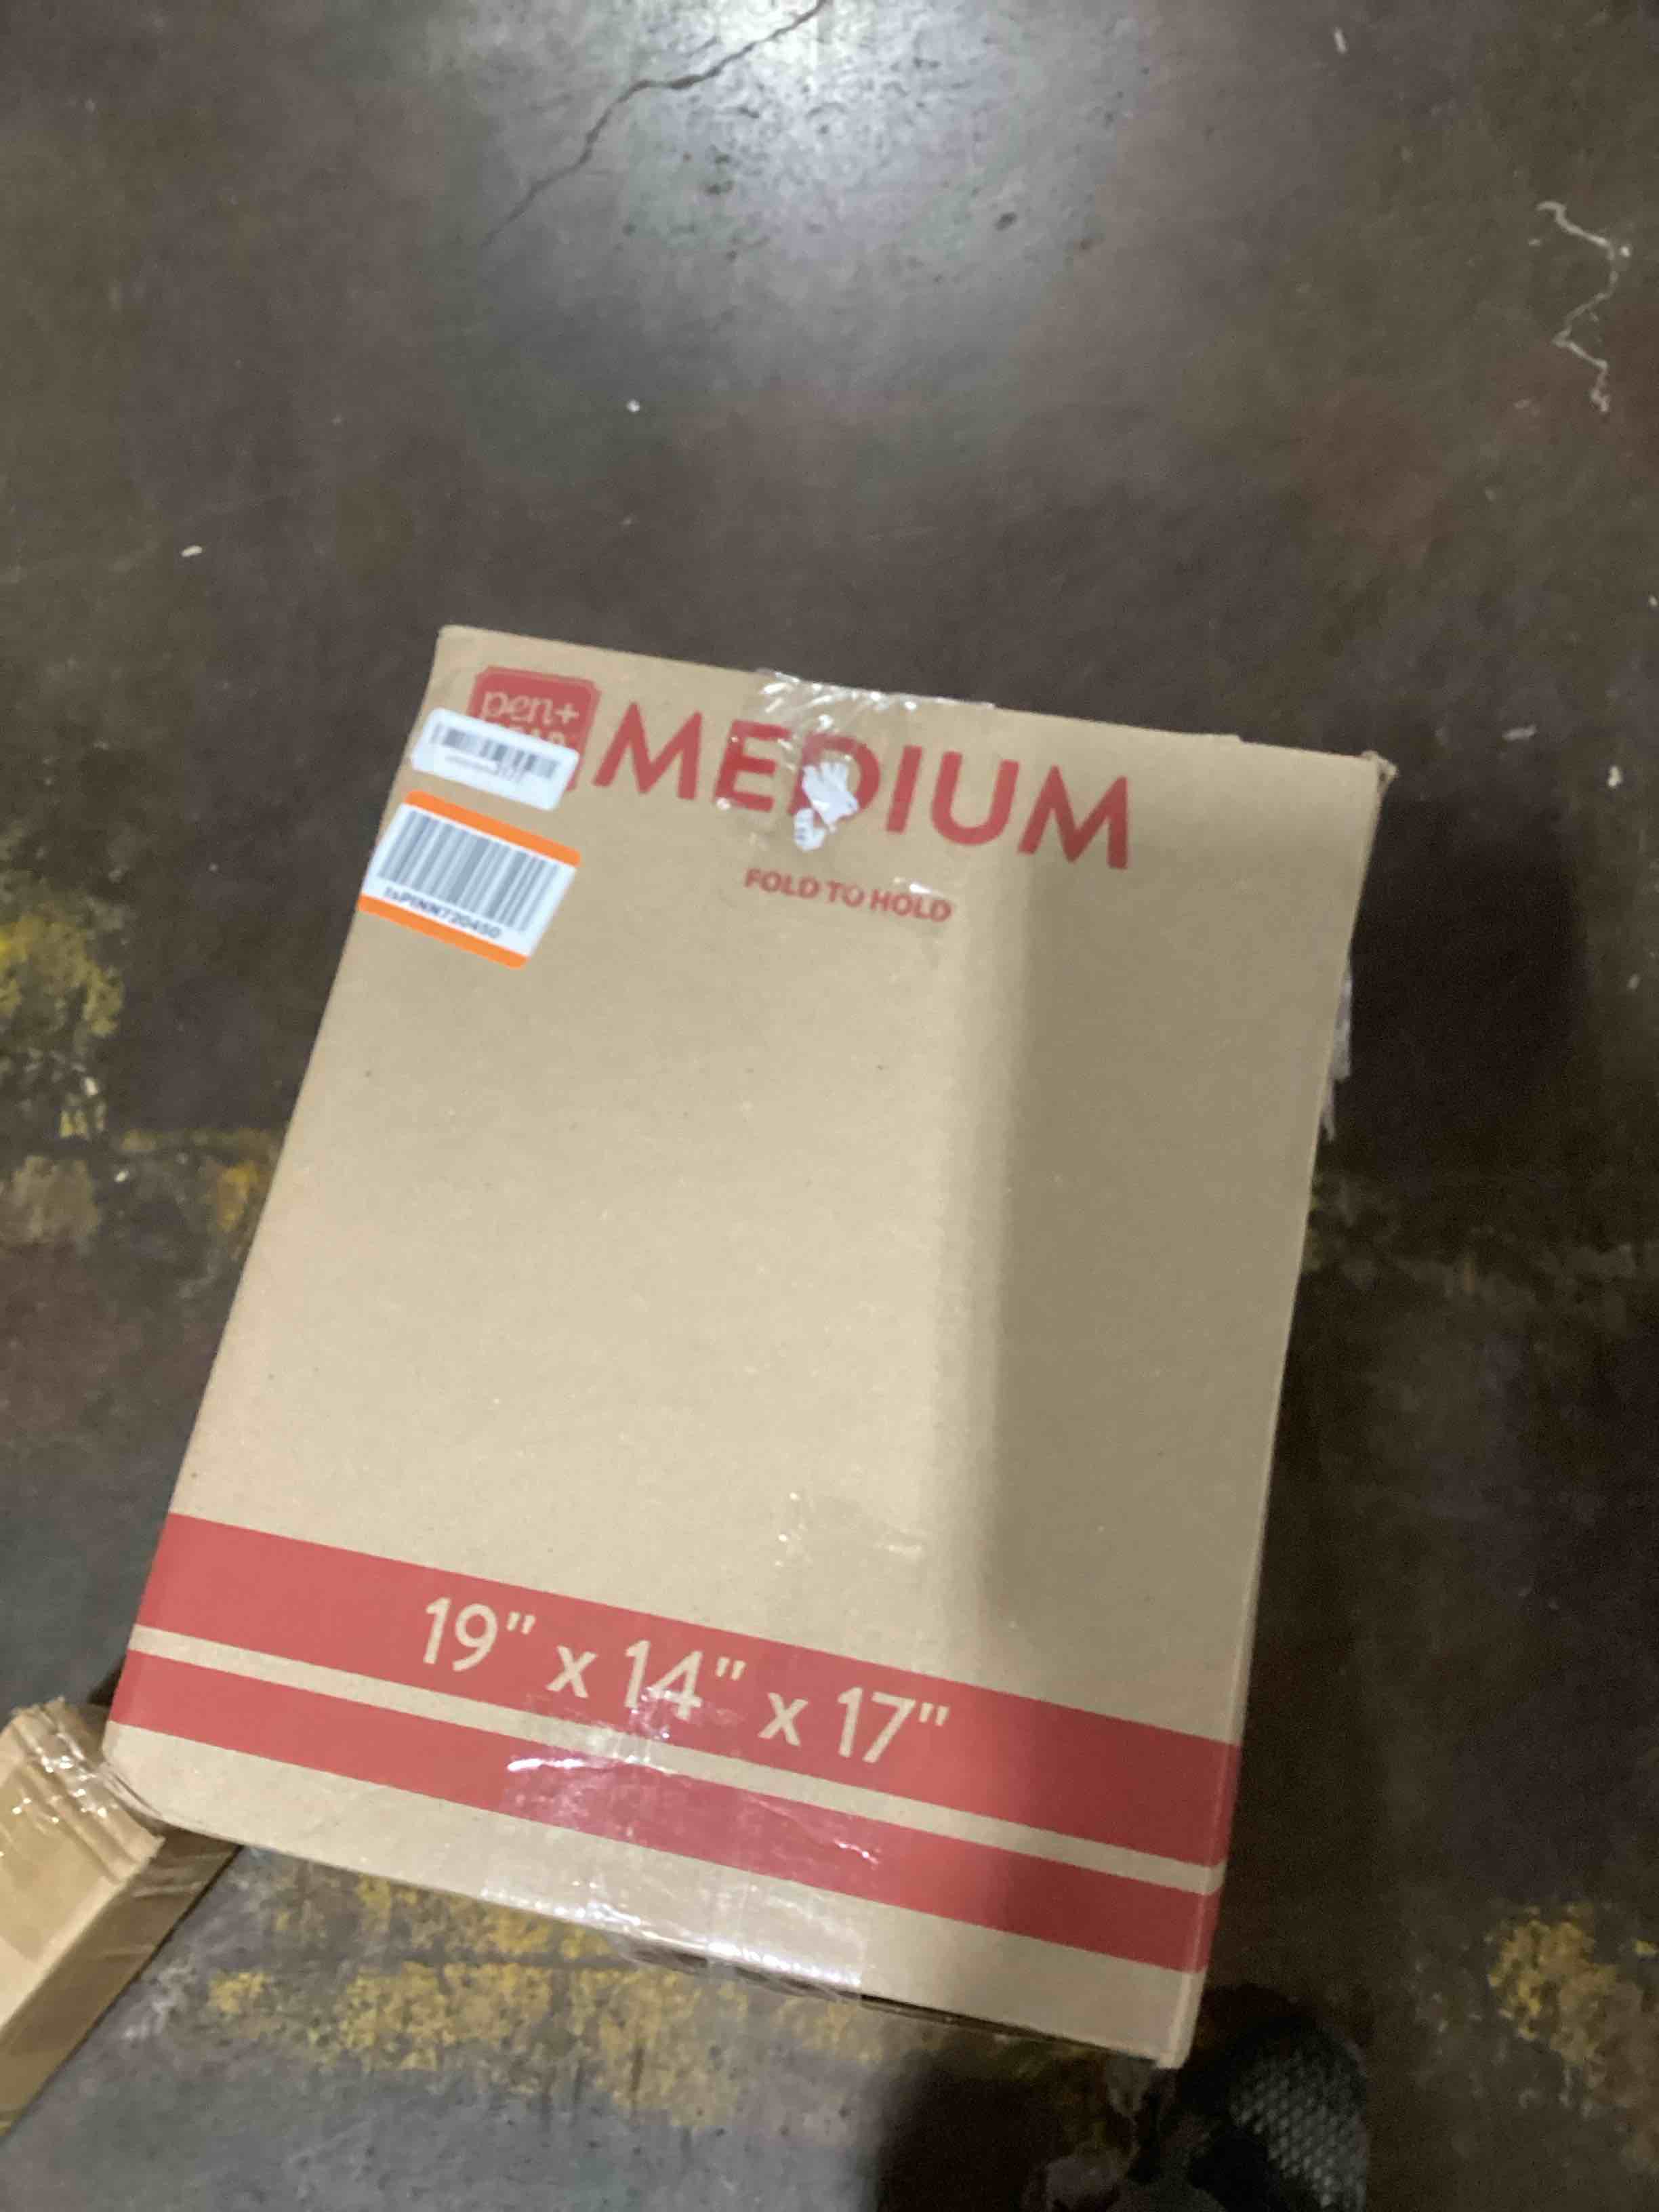 pen+
MEDIUM
FOLD TO HOLD
19" x 14" x 17"